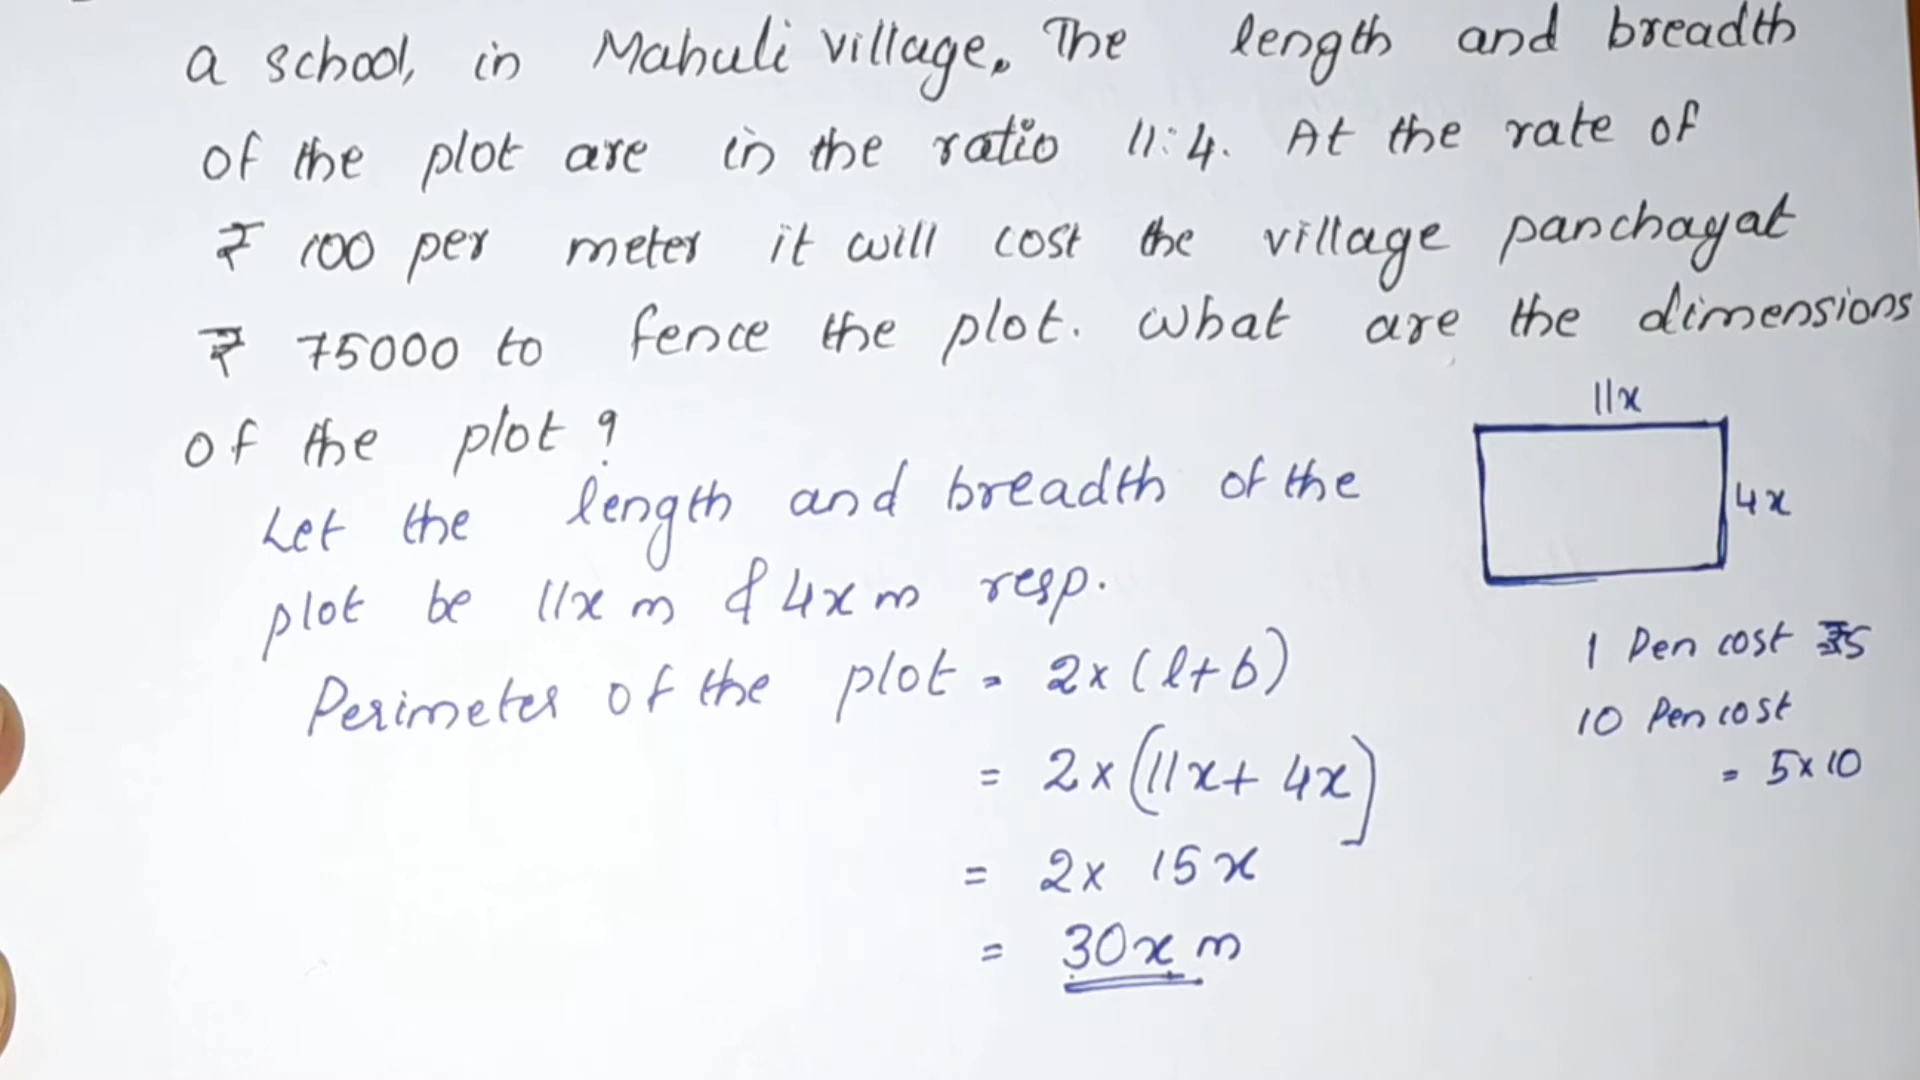 a school, in Mahuli village. The length and breadth
of the plot are in the ratio 11:4. At the rate of
₹ 100 per meter it will cost the village panchayat
₹ 75000 to fence the plot. What are the dimensions
of the plot?
11x
4x
Let the length and breadth of the
plot be 11x m & 4x m resp.
Perimeter of the plot = 2x (l+b)
= 2x (11x + 4x)
= 2x 15x
= 30x m
1 Pen cost ₹5
10 Pen cost
= 5x10